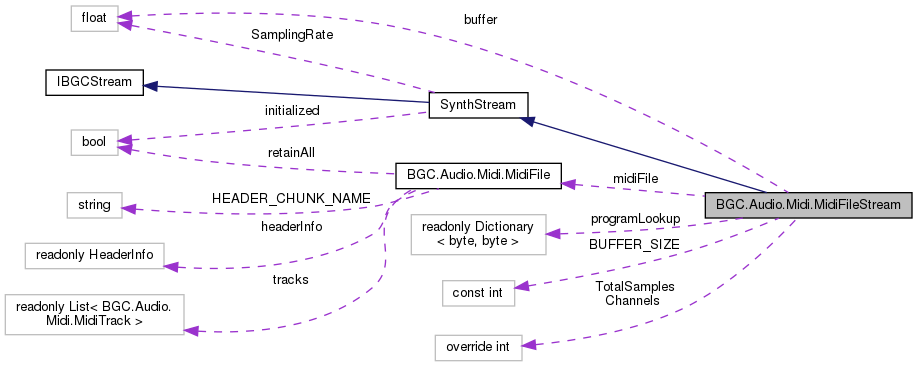 float
buffer
SamplingRate
IBGCStream
SynthStream
initialized
bool
retainAll
BGC.Audio.Midi.MidiFile
midiFile
string
HEADER_CHUNK_NAME
BGC.Audio.Midi.MidiFileStream
programLookup
headerInfo
readonly Dictionary
< byte, byte >
BUFFER_SIZE
readonly HeaderInfo
tracks
TotalSamples
Channels
const int
readonly List< BGC.Audio.
Midi.MidiTrack >
override int